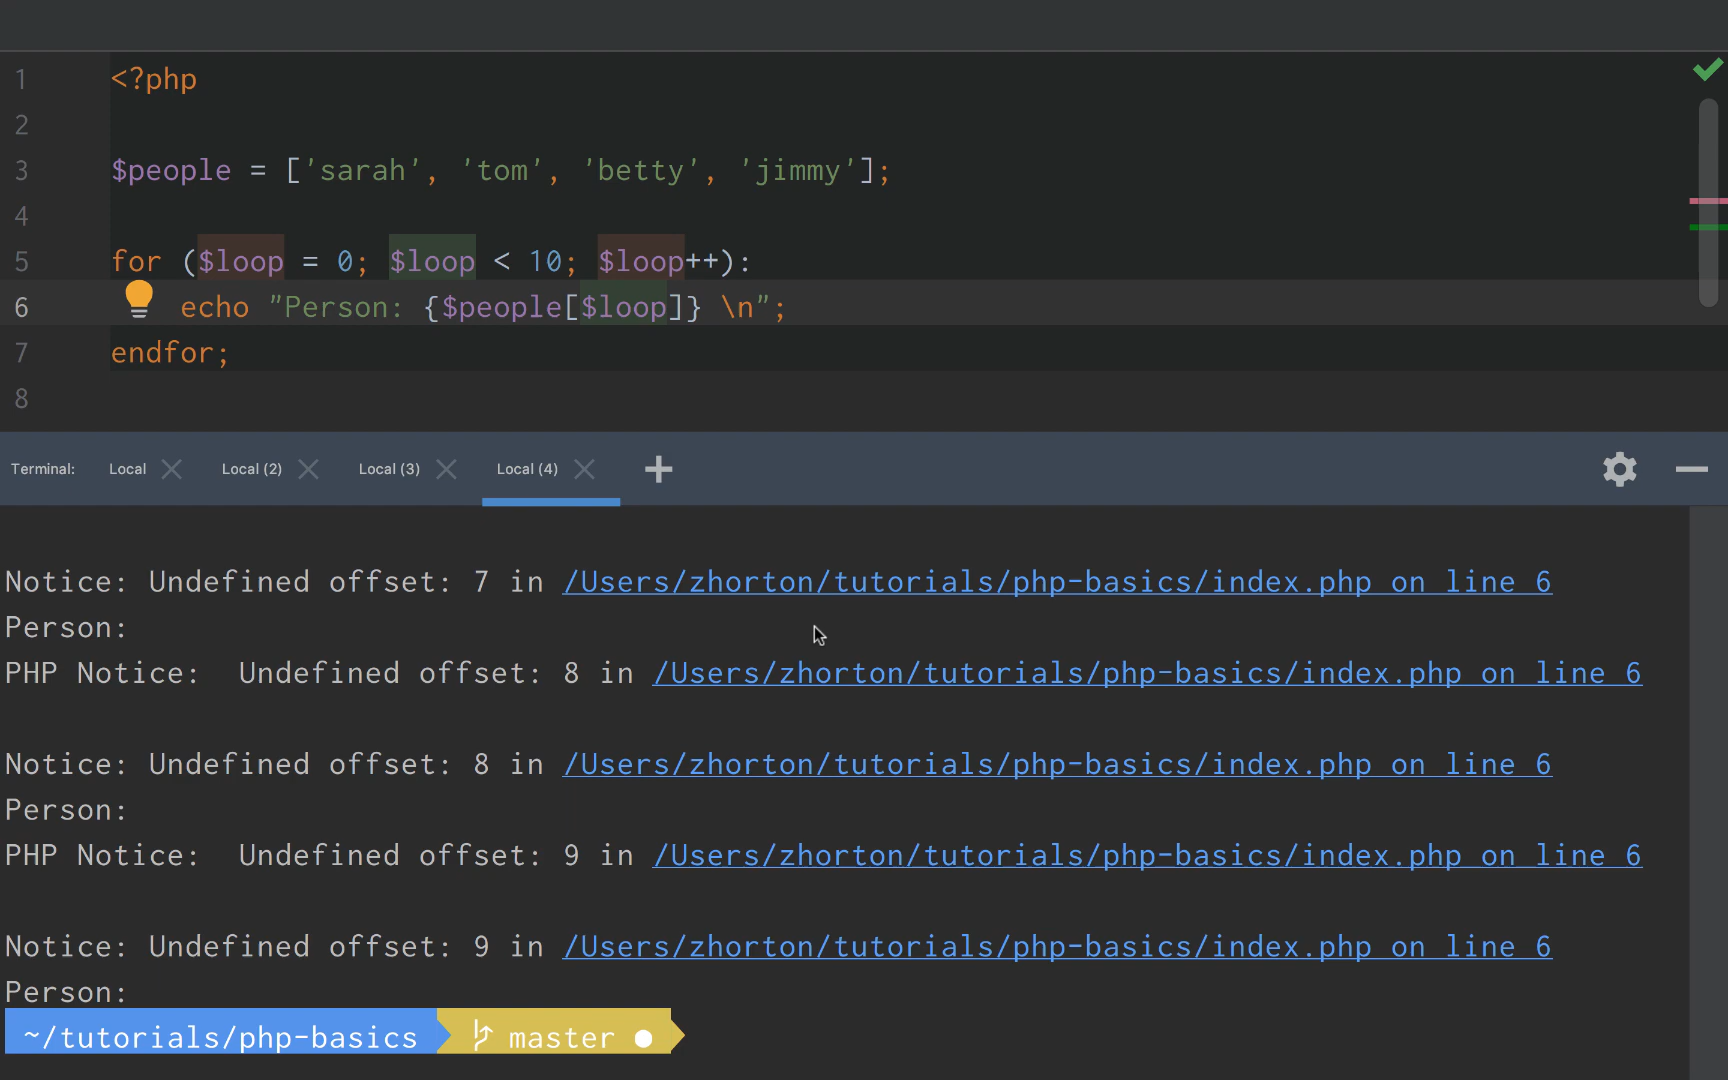 1 <?php
2
3 $people = ['sarah', 'tom', 'betty', 'jimmy'];
4
5 for ($loop = 0; $loop < 10; $loop++):
6 echo "Person: {$people[$loop]} \n";
7 endfor;
8
Terminal: Local Local (2) Local (3) Local (4)
Notice: Undefined offset: 7 in /Users/zhorton/tutorials/php-basics/index.php on line 6
Person:
PHP Notice:  Undefined offset: 8 in /Users/zhorton/tutorials/php-basics/index.php on line 6
Notice: Undefined offset: 8 in /Users/zhorton/tutorials/php-basics/index.php on line 6
Person:
PHP Notice:  Undefined offset: 9 in /Users/zhorton/tutorials/php-basics/index.php on line 6
Notice: Undefined offset: 9 in /Users/zhorton/tutorials/php-basics/index.php on line 6
Person:
~/tutorials/php-basics master